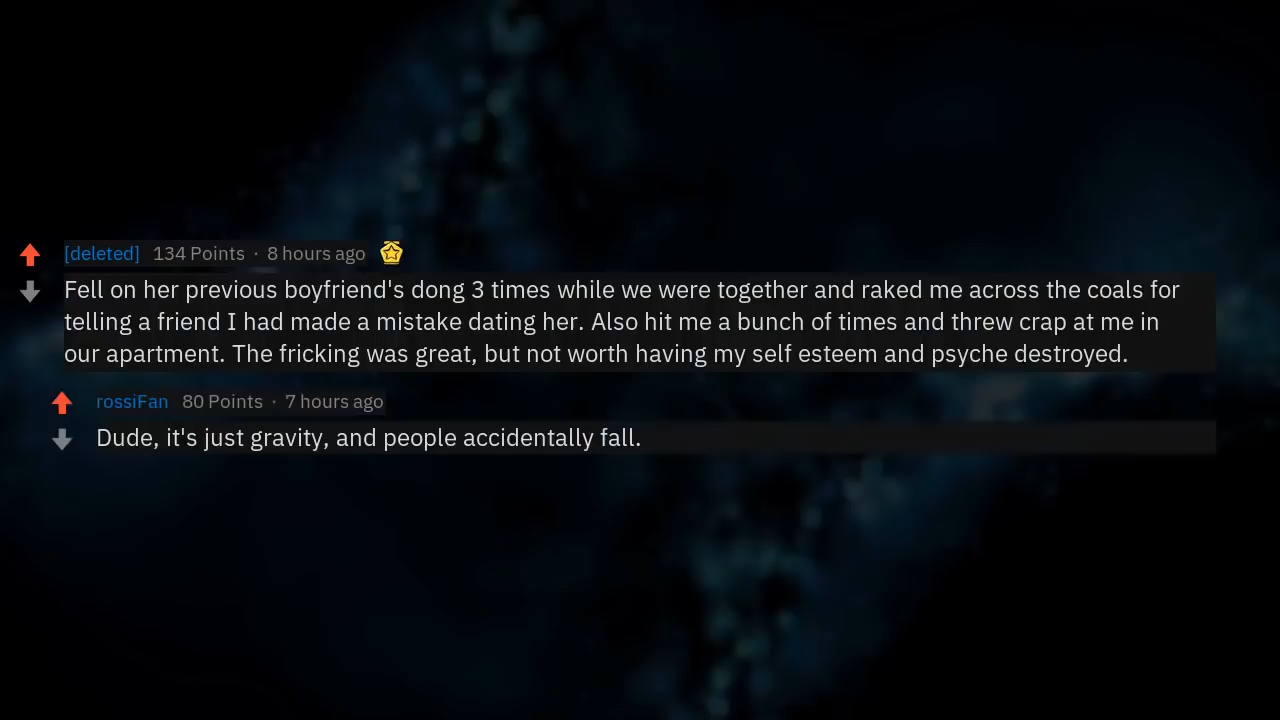 [deleted] 134 Points · 8 hours ago
Fell on her previous boyfriend's dong 3 times while we were together and raked me across the coals for
telling a friend I had made a mistake dating her. Also hit me a bunch of times and threw crap at me in
our apartment. The fricking was great, but not worth having my self esteem and psyche destroyed.
rossiFan 80 Points · 7 hours ago
Dude, it's just gravity, and people accidentally fall.